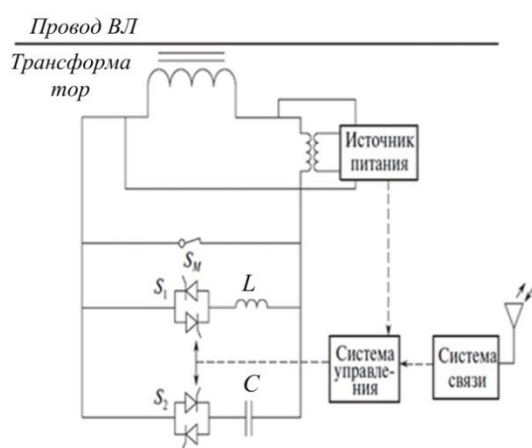 Провод ВЛ
Трансформа
тор
Источник
питания
S_M
S_1
L
Система
управле-
ния
Система
связи
S_2
C